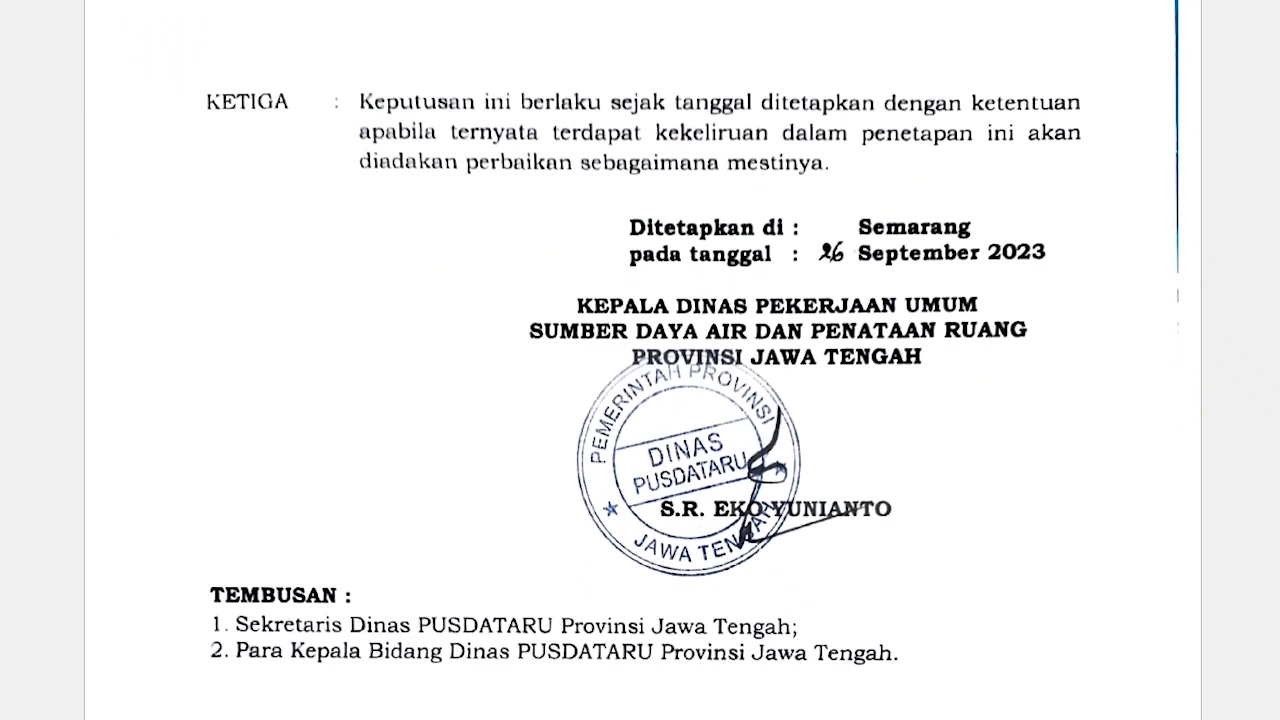 KETIGA : Keputusan ini berlaku sejak tanggal ditetapkan dengan ketentuan
apabila ternyata terdapat kekeliruan dalam penetapan ini akan
diadakan perbaikan sebagaimana mestinya.
Ditetapkan di : Semarang
pada tanggal : 26 September 2023
KEPALA DINAS PEKERJAAN UMUM
SUMBER DAYA AIR DAN PENATAAN RUANG
PROVINSI JAWA TENGAH
PEMERINTAH PROVINSI
DINAS
PUSDATARU
JAWA TENGAH
S.R. EKO YUNIANTO
TEMBUSAN :
1. Sekretaris Dinas PUSDATARU Provinsi Jawa Tengah;
2. Para Kepala Bidang Dinas PUSDATARU Provinsi Jawa Tengah.